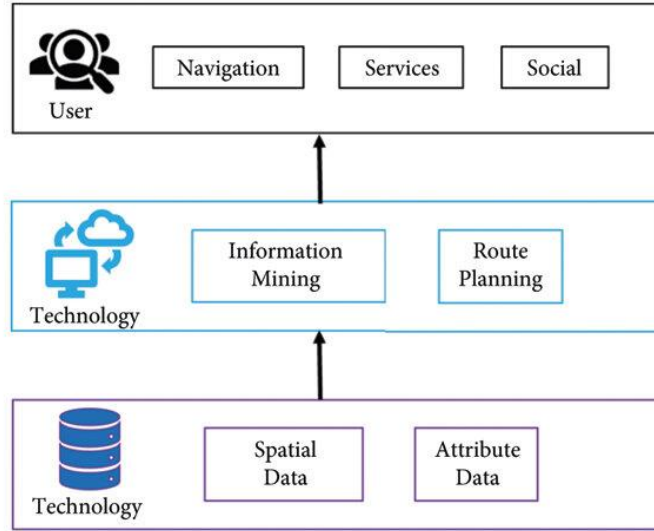 Navigation
Services
Social
User
Information
Mining
Route
Planning
Technology
Spatial
Data
Attribute
Data
Technology